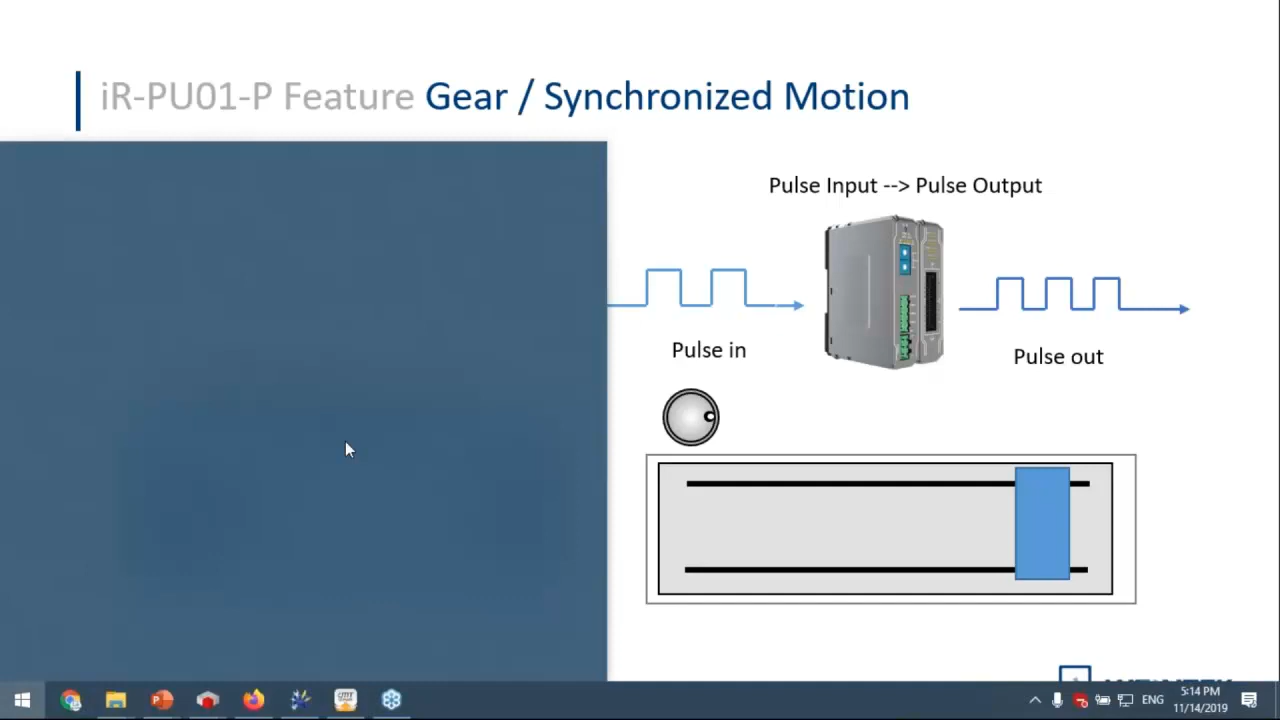 iR-PU01-P Feature Gear / Synchronized Motion
Pulse Input --> Pulse Output
Pulse in
Pulse out
ENG
5:14 PM
11/14/2019